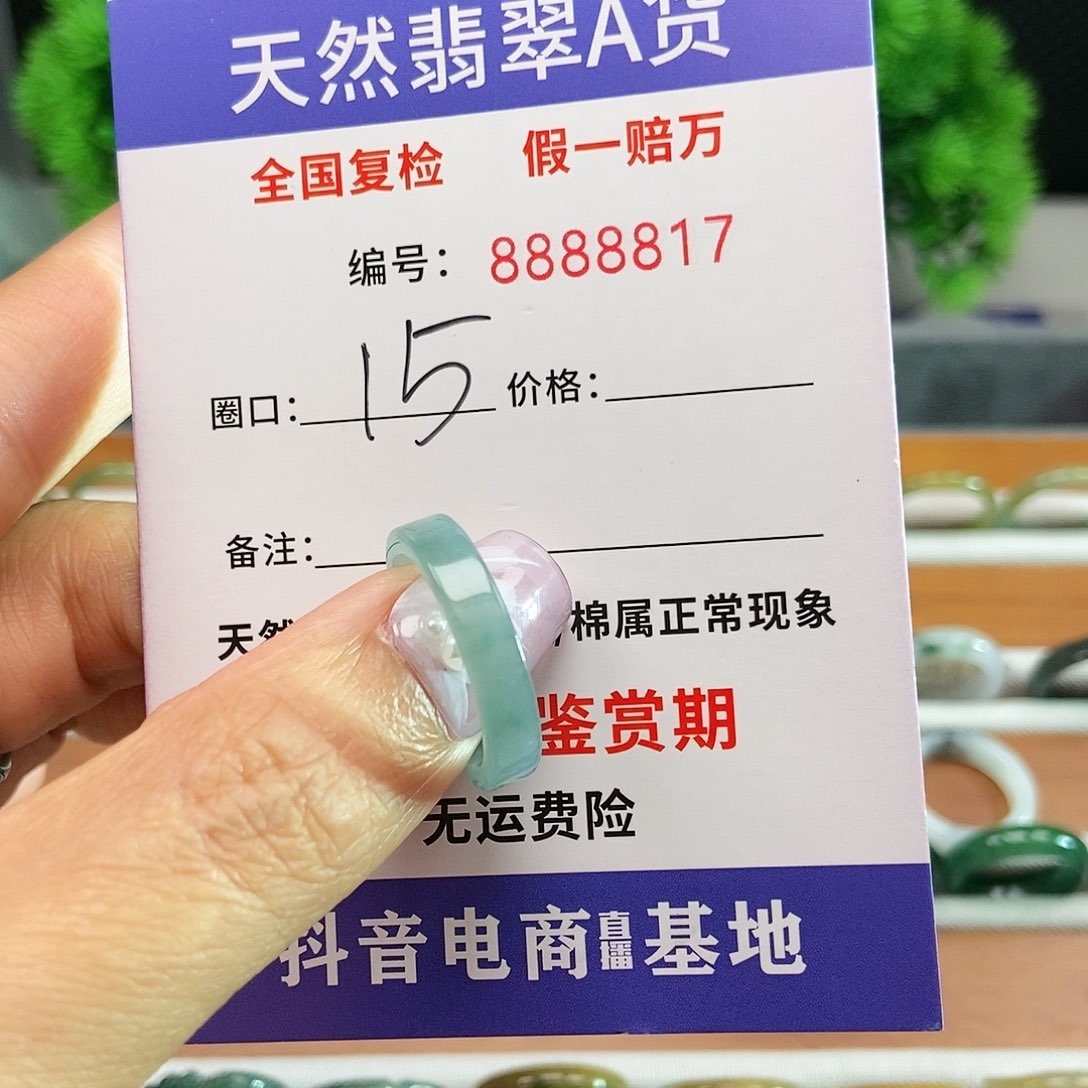 天然翡翠A货
全国复检 假一赔万
编号：8888817
圈口：15 价格：
备注：
天然 棉属正常现象
鉴赏期
无运费险
抖音电商直播基地